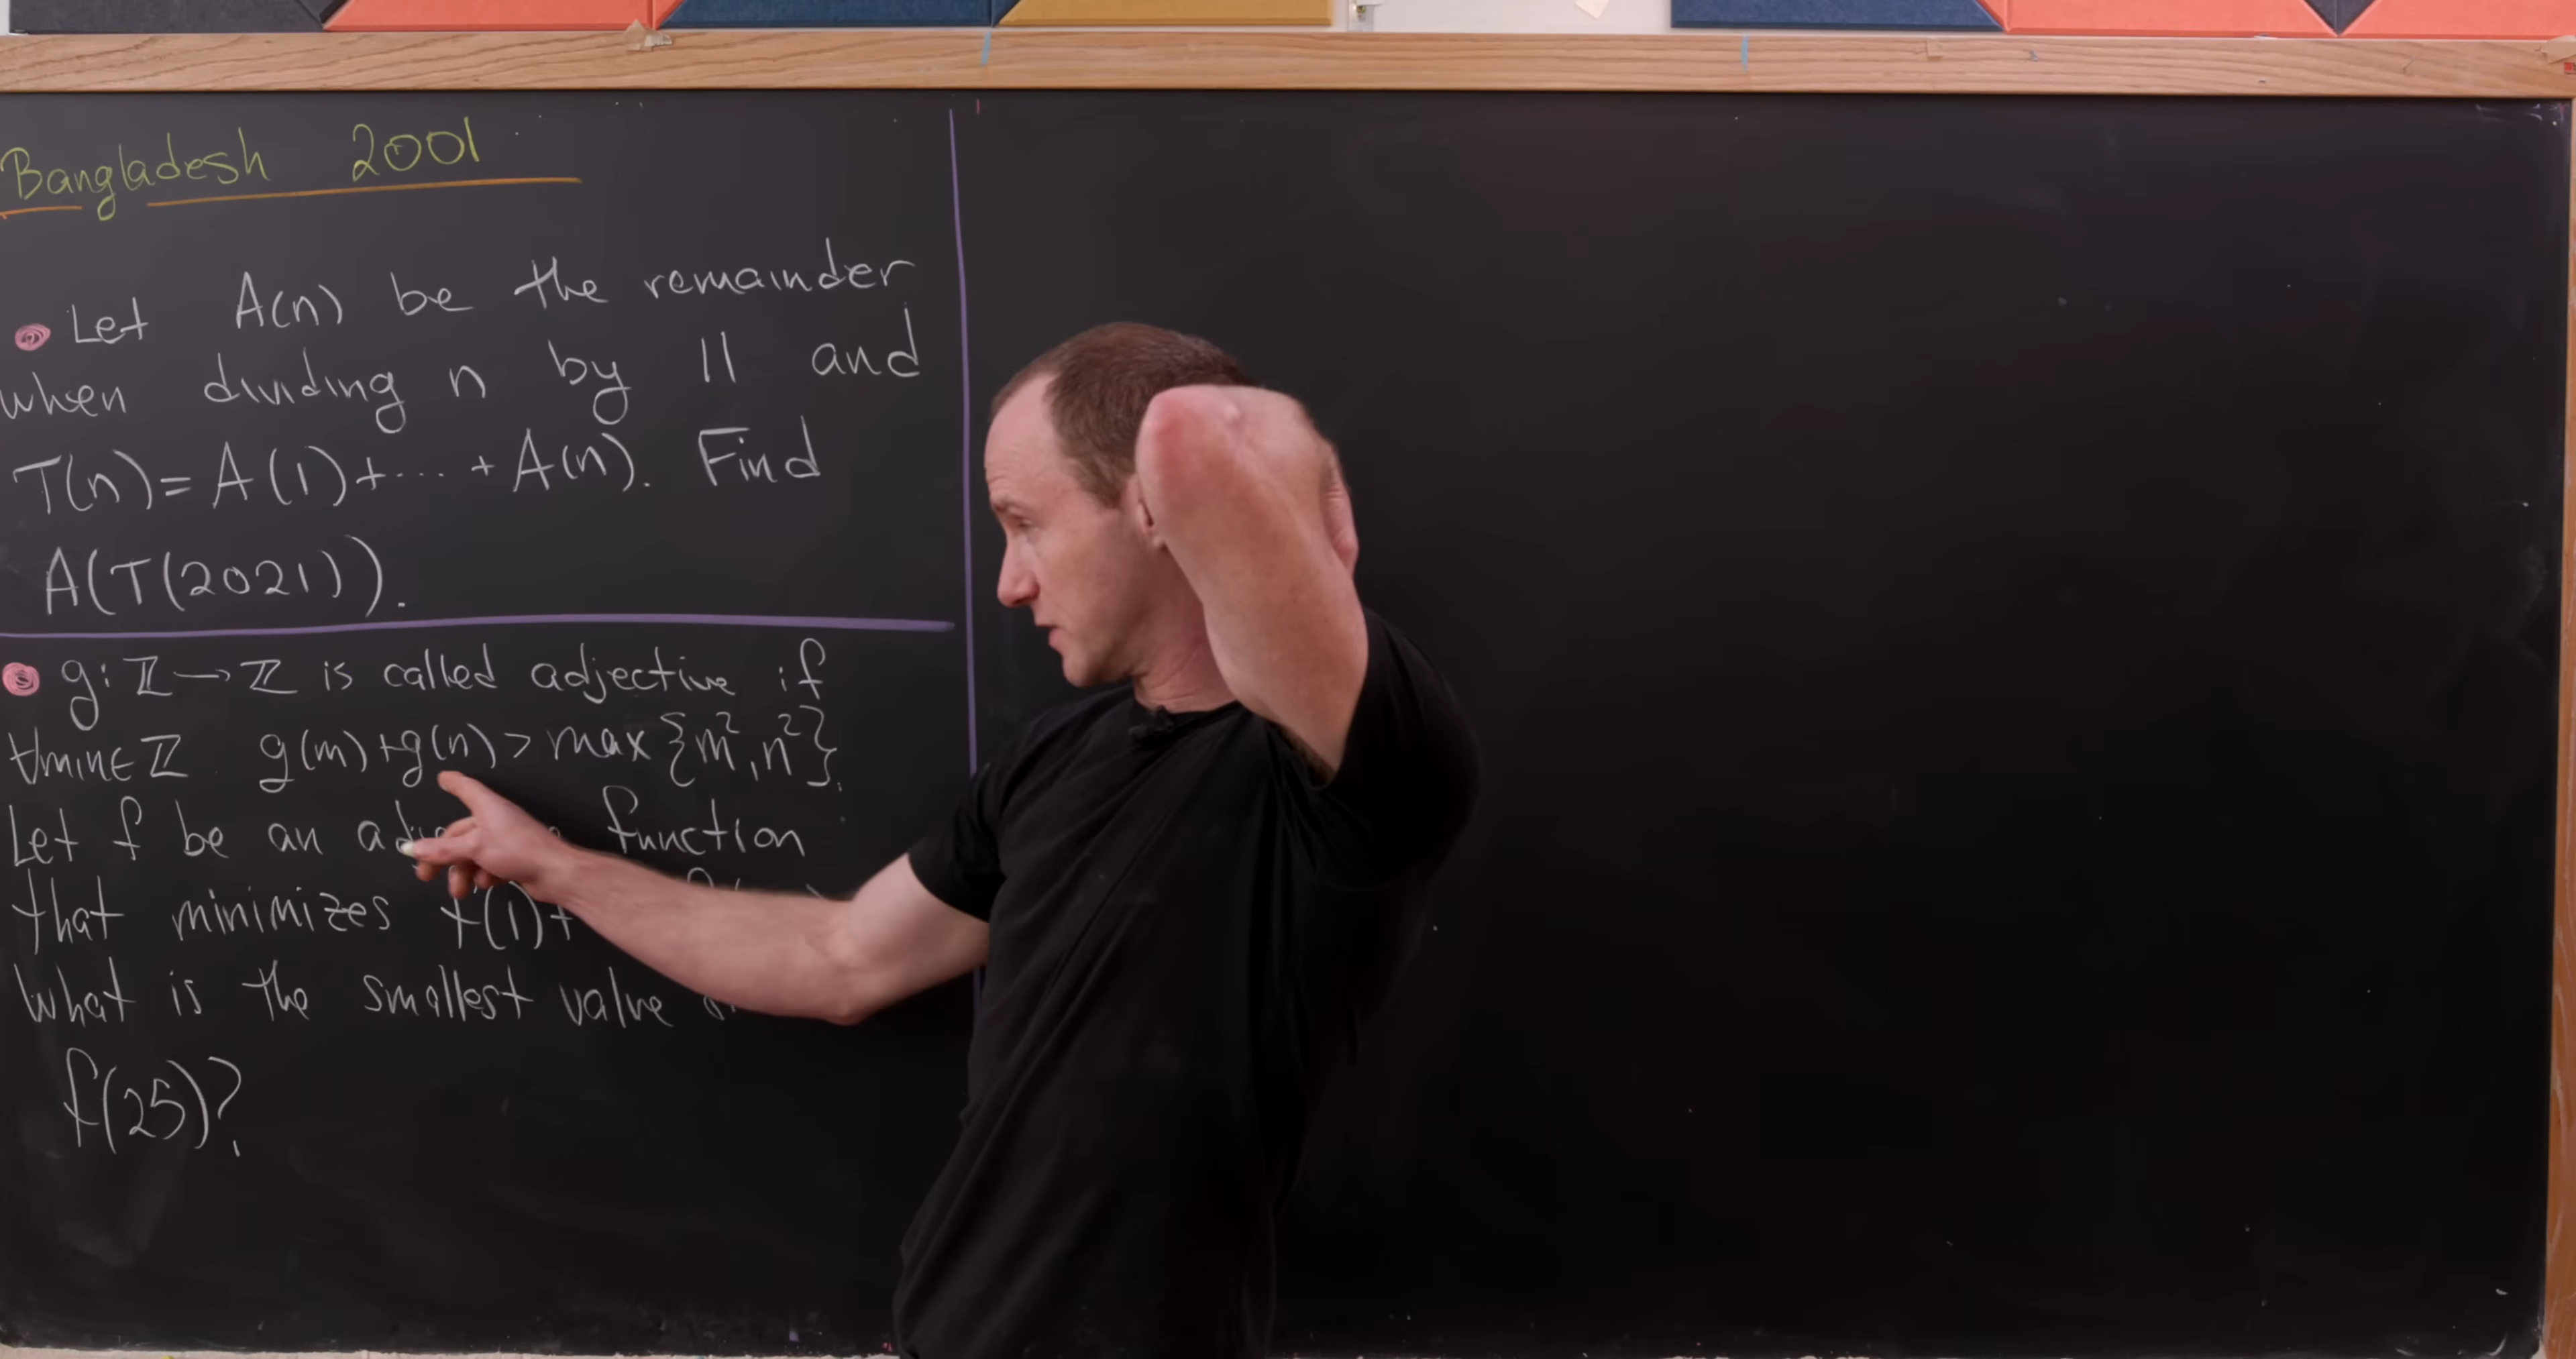 Bangladesh 2001
• Let A(n) be the remainder
when dividing n by 11 and
T(n)=A(1)+···+A(n). Find
A(T(2021)).
• g: ℤ→ℤ is called adjective if
∀m,n∈ℤ g(m)+g(n)>max{m²,n²}.
Let f be an function
that minimizes f(1)+
What is the smallest value
f(25)?